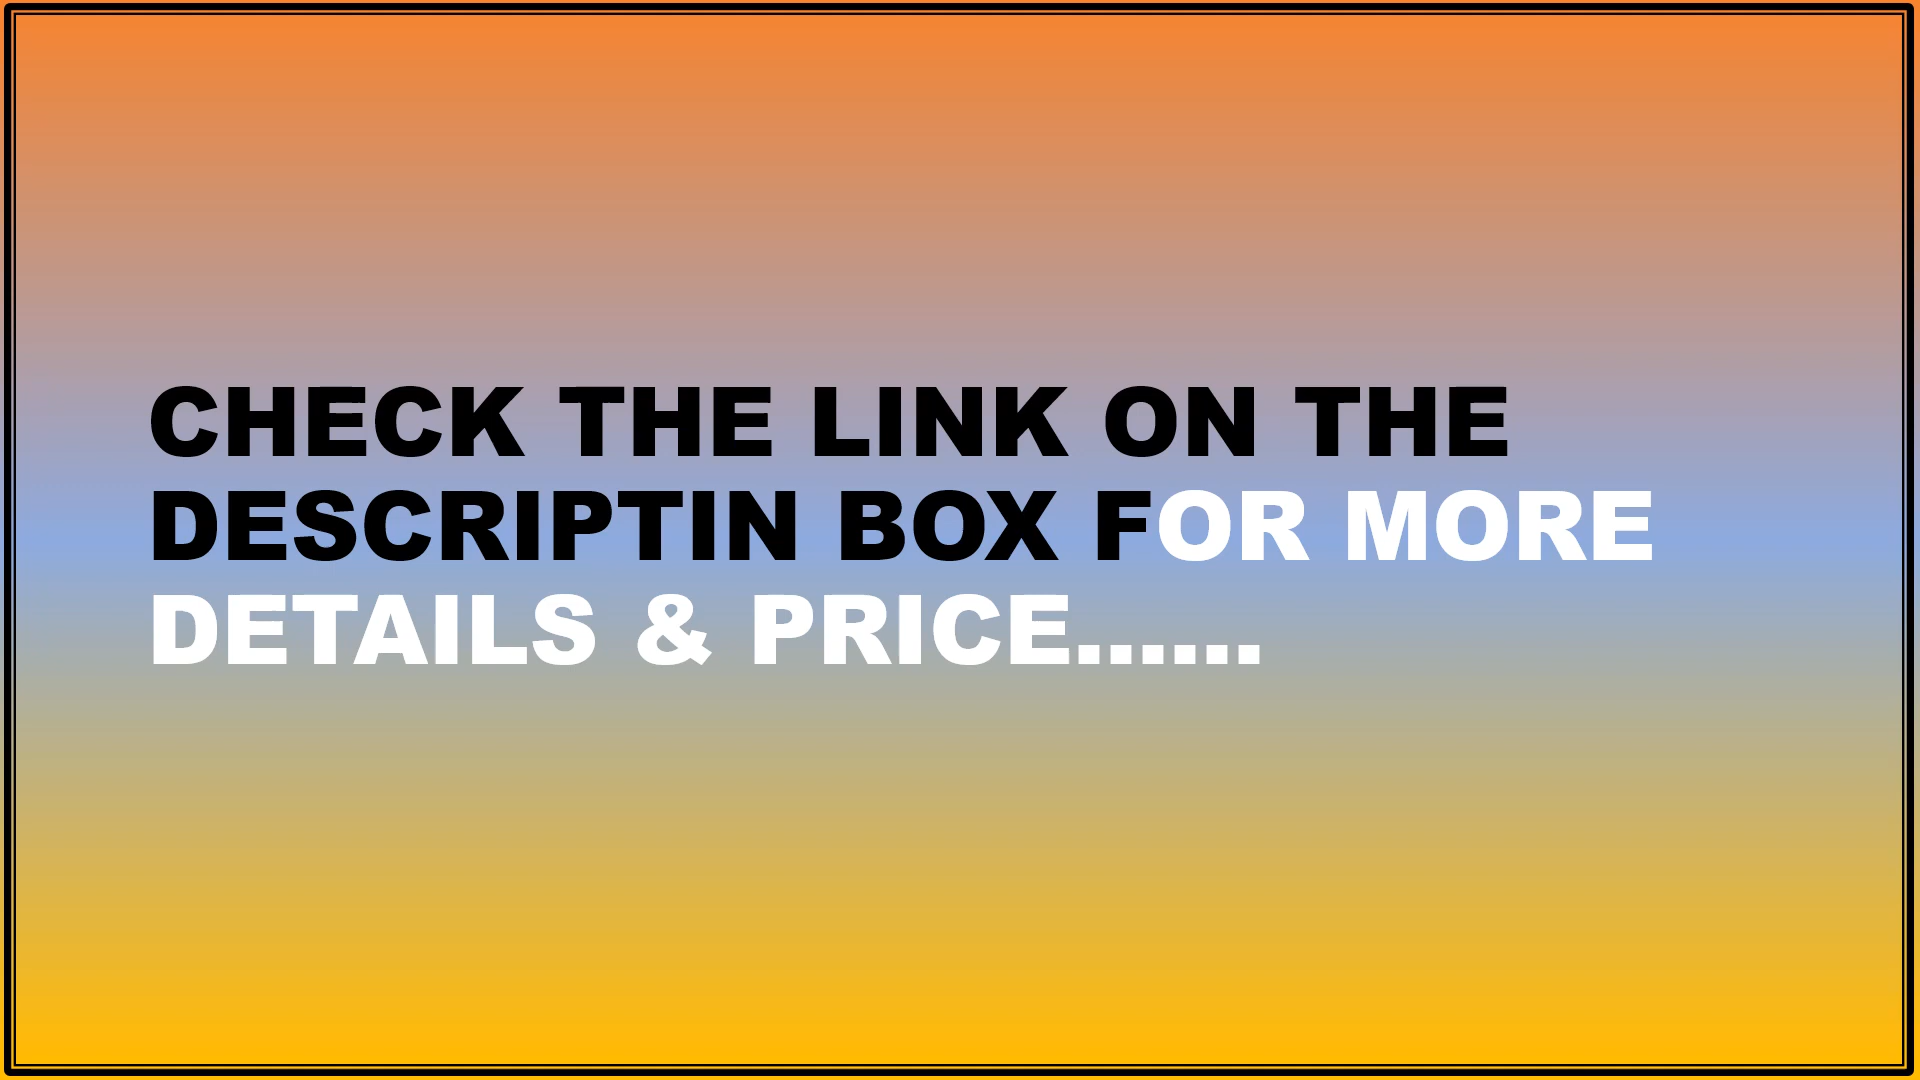 CHECK THE LINK ON THE
DESCRIPTIN BOX FOR MORE
DETAILS & PRICE......